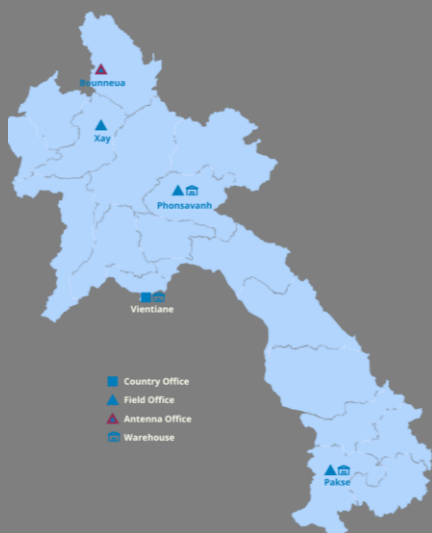 Bounneua
Xay
Phonsavanh
Vientiane
Country Office
Field Office
Antenna Office
Warehouse
Pakse